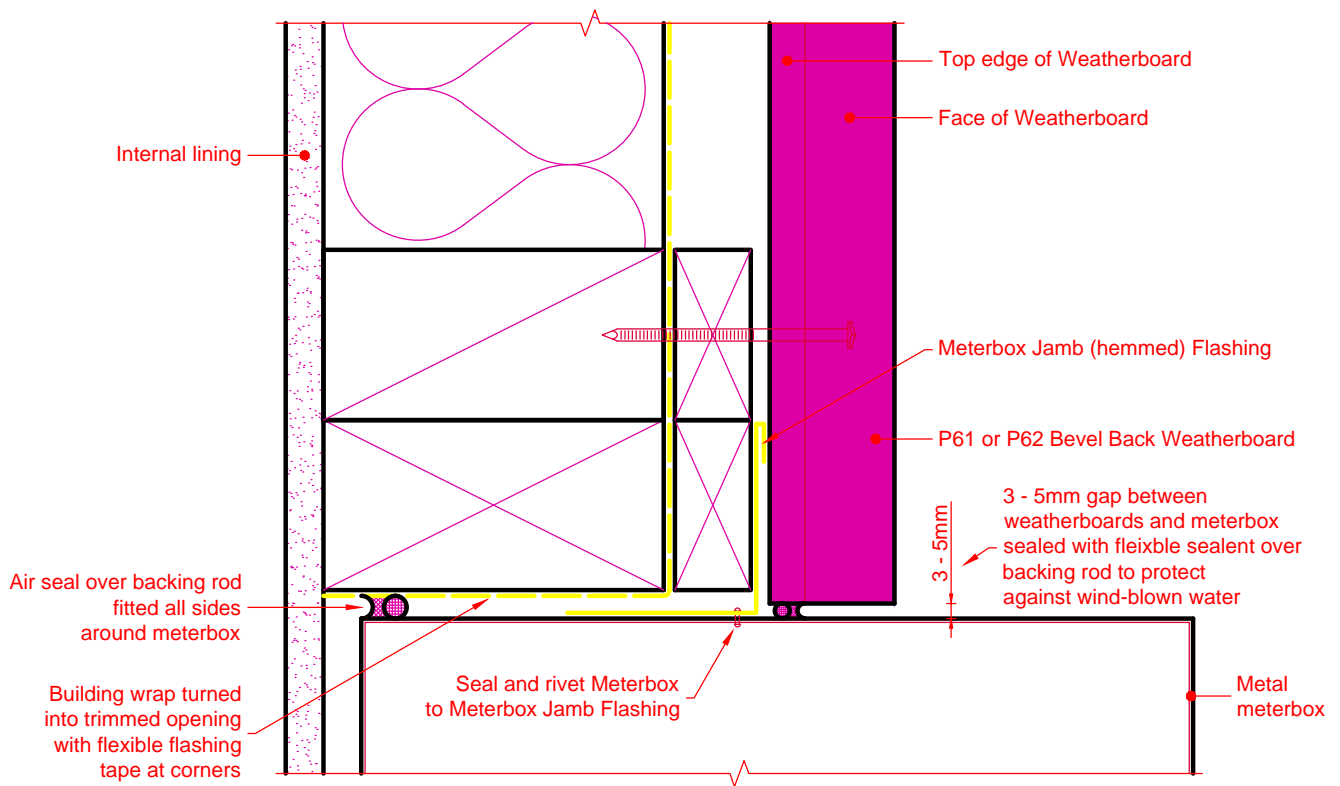 Top edge of Weatherboard
Face of Weatherboard
Internal lining
Meterbox Jamb (hemmed) Flashing
P61 or P62 Bevel Back Weatherboard
3 - 5mm
3 - 5mm gap between
weatherboards and meterbox
sealed with fleixble sealent over
backing rod to protect
against wind-blown water
Air seal over backing rod
fitted all sides
around meterbox
Building wrap turned
into trimmed opening
with flexible flashing
tape at corners
Seal and rivet Meterbox
to Meterbox Jamb Flashing
Metal
meterbox